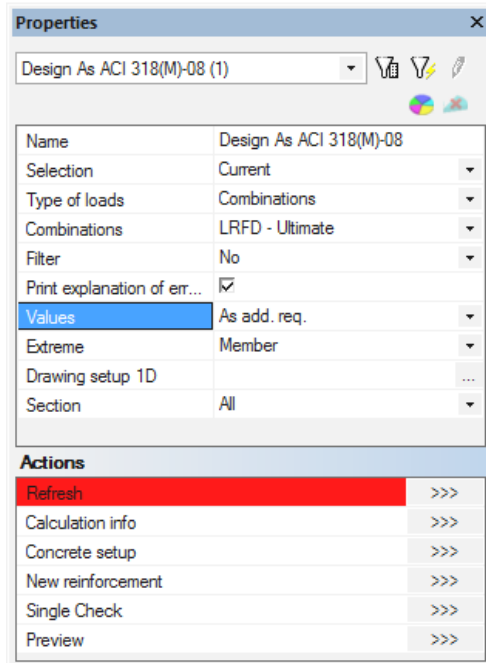 Properties
Design As ACI 318(M)-08 (1)
Name Design As ACI 318(M)-08
Selection Current
Type of loads Combinations
Combinations LRFD - Ultimate
Filter No
Print explanation of err...
Values As add. req.
Extreme Member
Drawing setup 1D ...
Section All
Actions
Refresh >>>
Calculation info >>>
Concrete setup >>>
New reinforcement >>>
Single Check >>>
Preview >>>